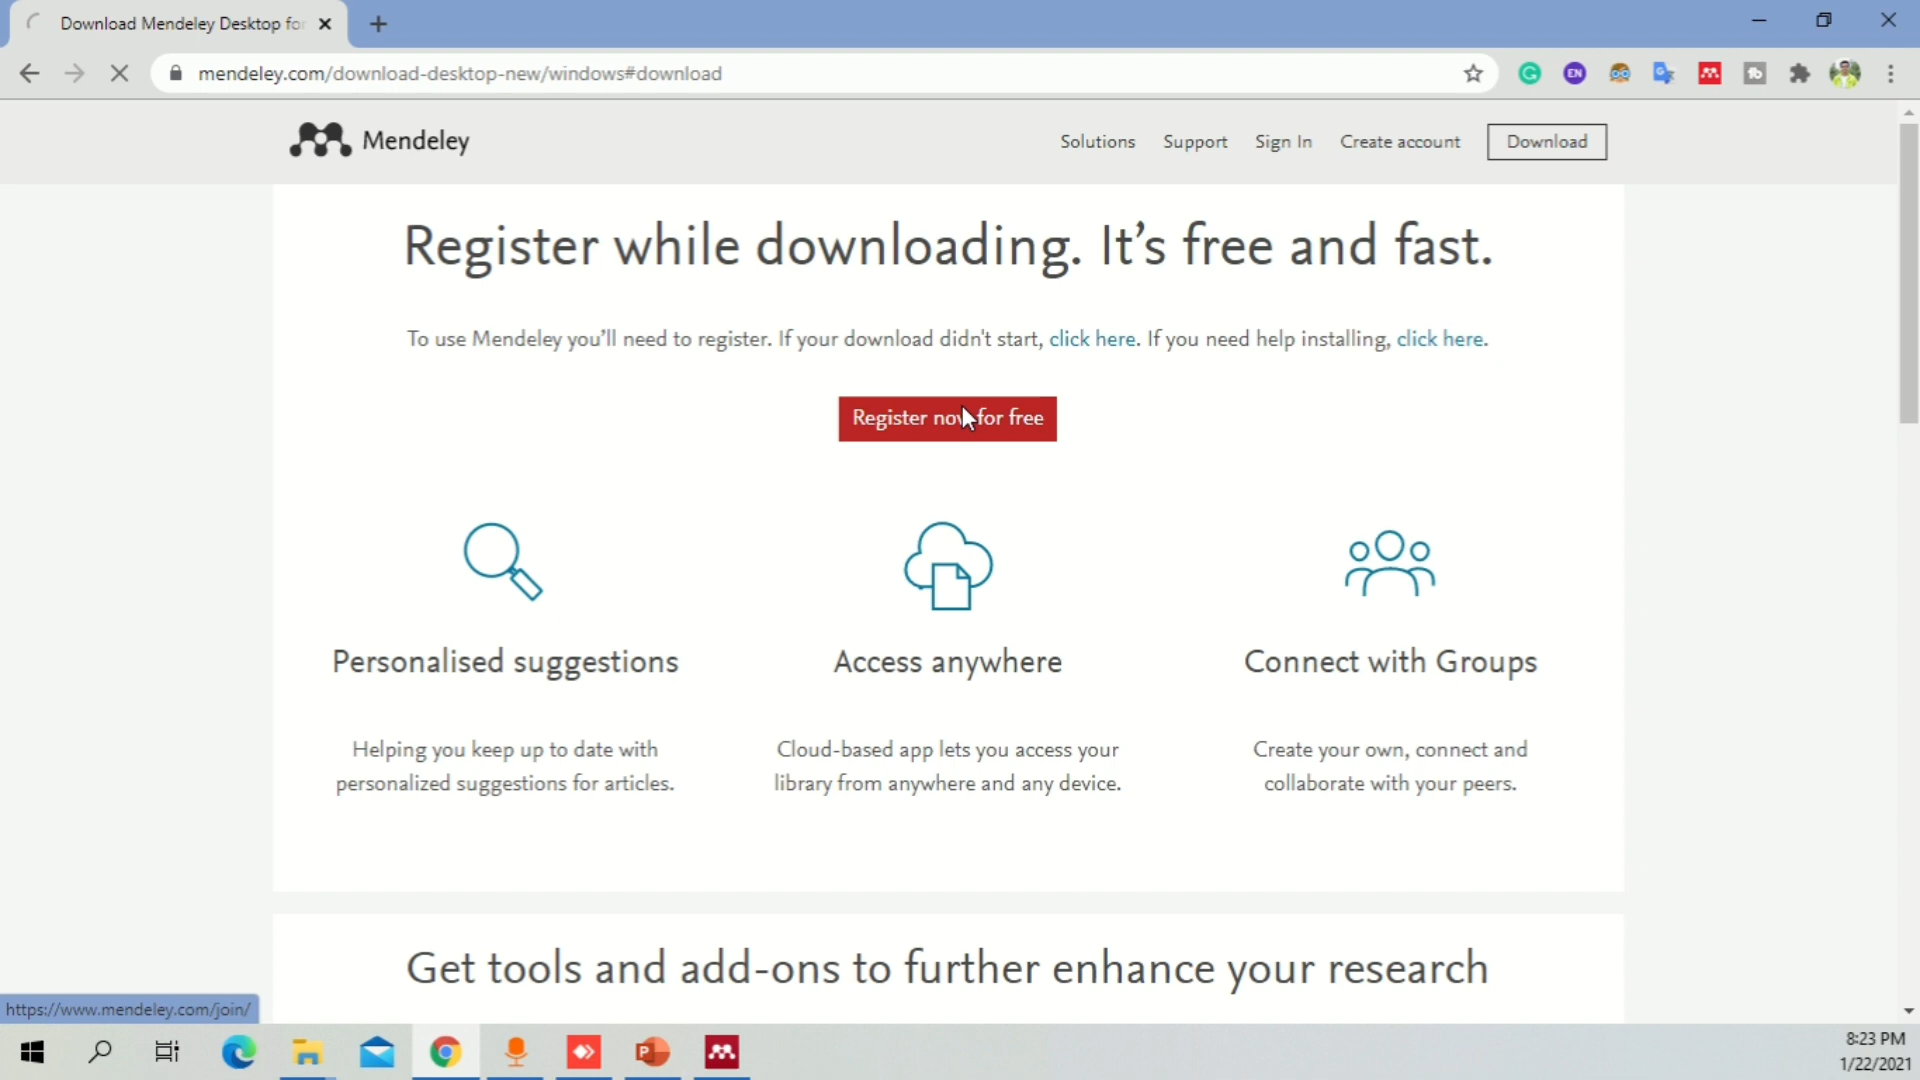 Download Mendeley Desktop for
mendeley.com/download-desktop-new/windows#download
EN
Mendeley
Solutions
Support
Sign In
Create account
Download
Register while downloading. It's free and fast.
To use Mendeley you'll need to register. If your download didn't start, click here. If you need help installing, click here.
Register now for free
Personalised suggestions
Access anywhere
Connect with Groups
Helping you keep up to date with
personalized suggestions for articles.
Cloud-based app lets you access your
library from anywhere and any device.
Create your own, connect and
collaborate with your peers.
Get tools and add-ons to further enhance your research
https://www.mendeley.com/join/
8:23 PM
1/22/2021